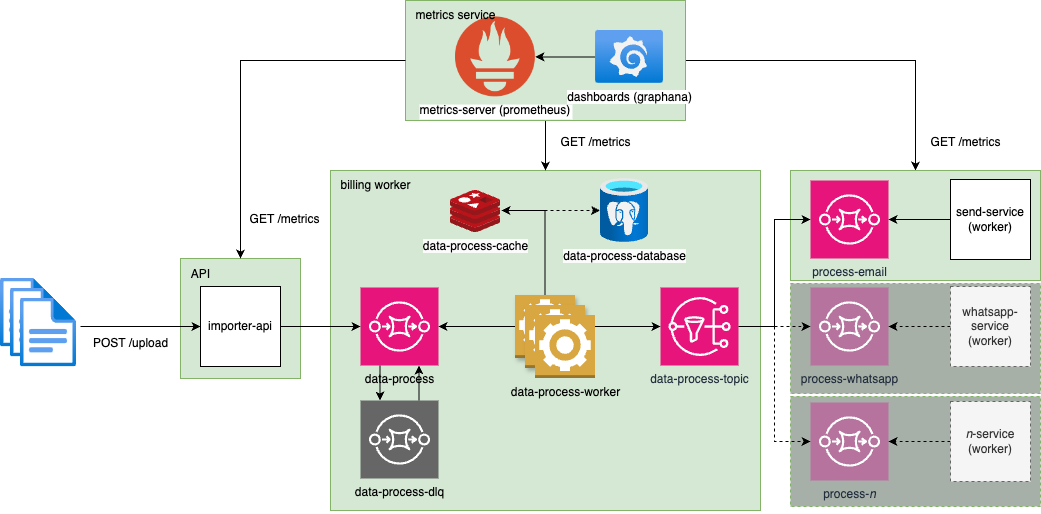 metrics service
dashboards (graphana)
metrics-server (prometheus)
GET /metrics
GET /metrics
GET /metrics
billing worker
data-process-cache
data-process-database
send-service
(worker)
process-email
API
importer-api
POST /upload
data-process
data-process-worker
data-process-topic
whatsapp-
service
(worker)
process-whatsapp
data-process-dlq
n-service
(worker)
process-n